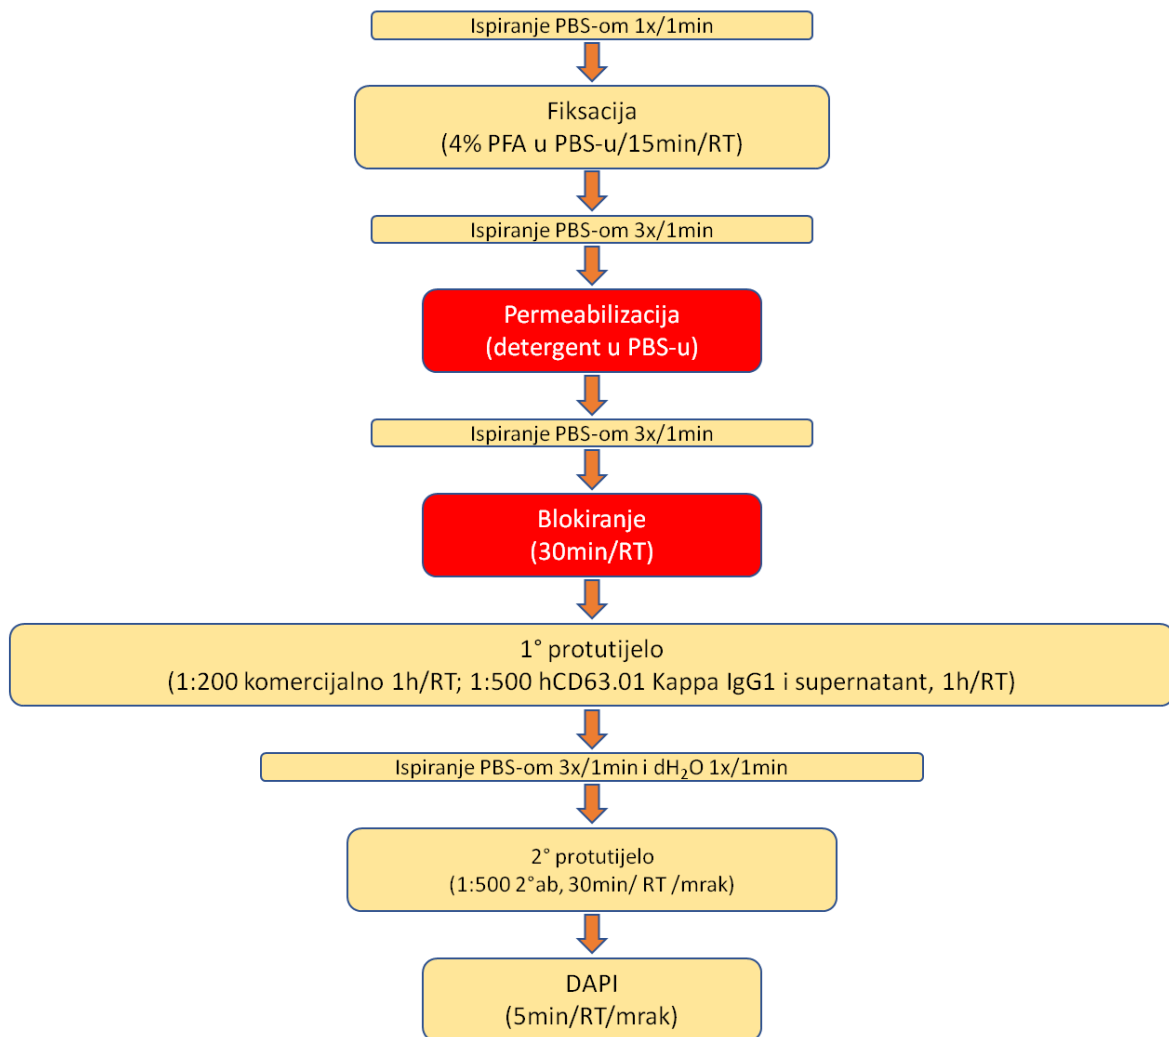 Ispiranje PBS-om 1x/1min
Fiksacija
(4% PFA u PBS-u/15min/RT)
Ispiranje PBS-om 3x/1min
Permeabilizacija
(detergent u PBS-u)
Ispiranje PBS-om 3x/1min
Blokiranje
(30min/RT)
1° protutijelo
(1:200 komercijalno 1h/RT; 1:500 hCD63.01 Kappa IgG1 i supernatant, 1h/RT)
Ispiranje PBS-om 3x/1min i dH₂O 1x/1min
2° protutijelo
(1:500 2°ab, 30min/ RT /mrak)
DAPI
(5min/RT/mrak)